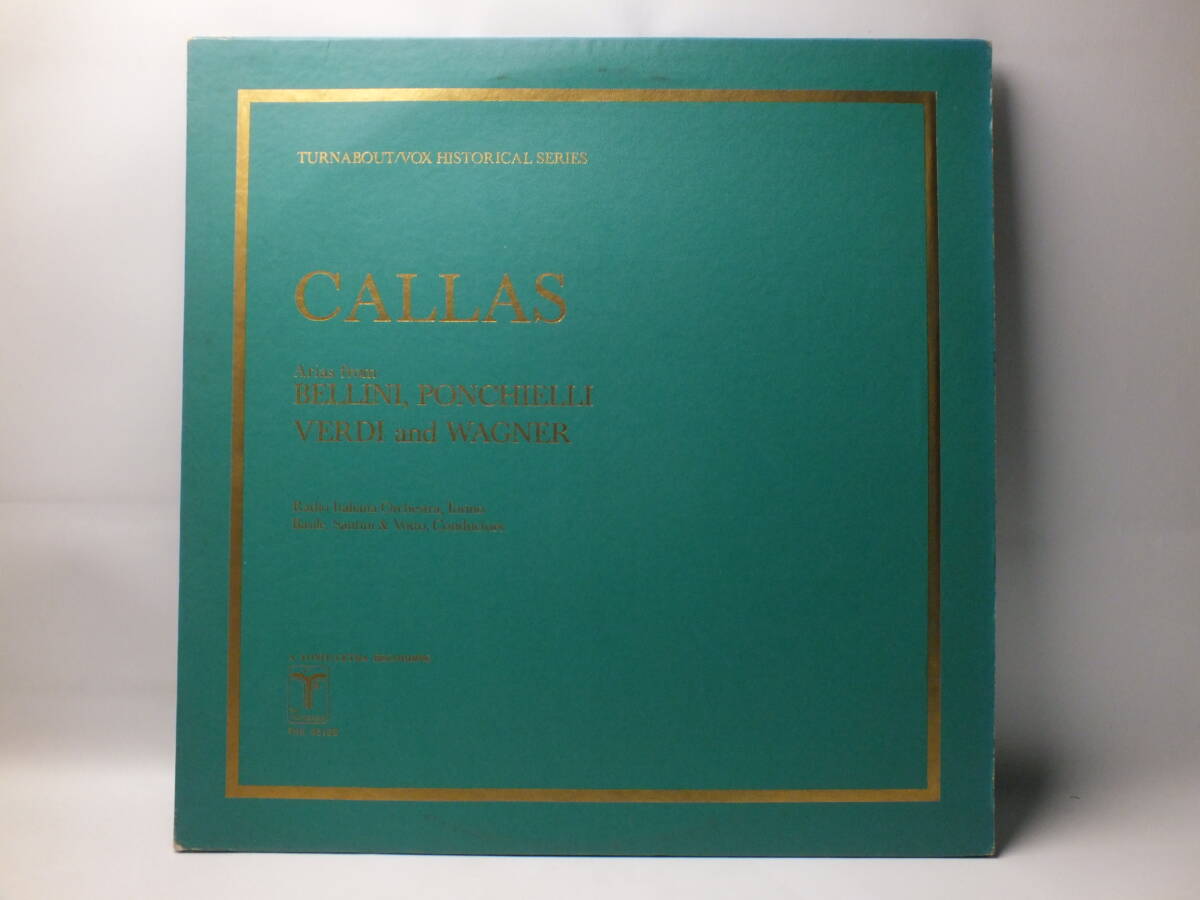 TURNABOUT/VOX HISTORICAL SERIES
CALLAS
Arias from
BELLINI, PONCHIELLI
VERDI and WAGNER
Radio Italiana Orchestra, Torino
Basile, Santini & Votto, Conductors